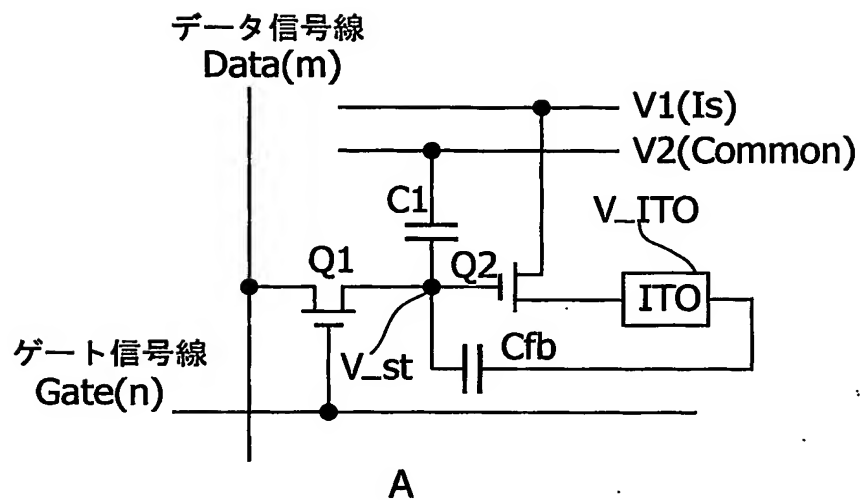 データ信号線
Data(m)
V1(Is)
V2(Common)
C1
V_ITO
Q1
Q2
ITO
ゲート信号線
Gate(n)
V_st
Cfb
A